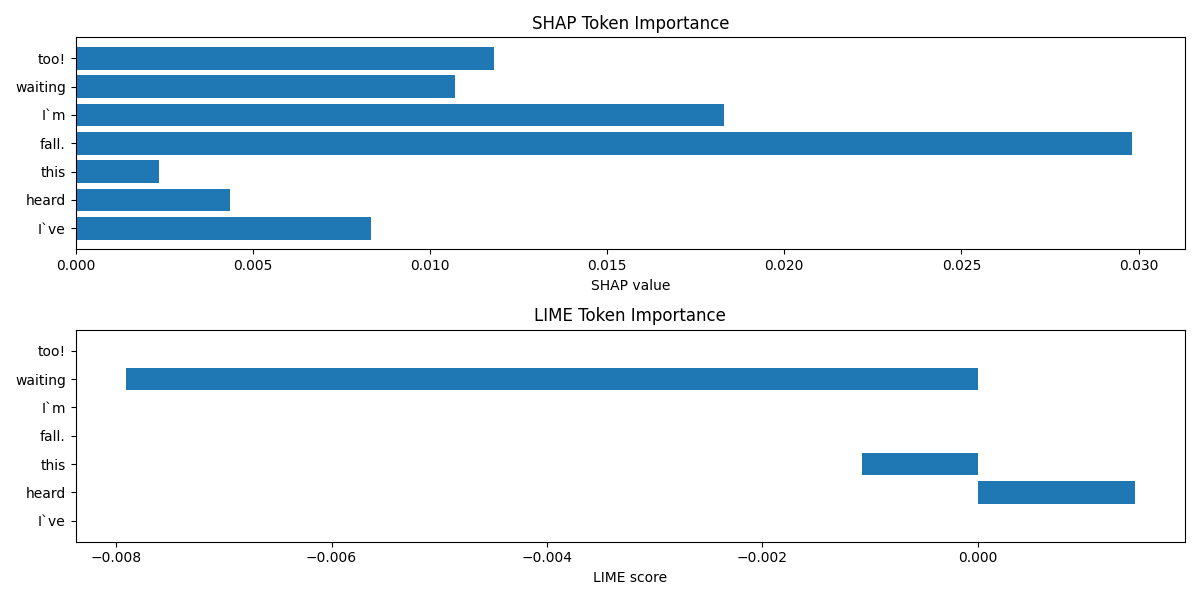 SHAP Token Importance
too!
waiting
I`m
fall.
this
heard
I`ve
0.000 0.005 0.010 0.015 0.020 0.025 0.030
SHAP value
LIME Token Importance
too!
waiting
I`m
fall.
this
heard
I`ve
−0.008 −0.006 −0.004 −0.002 0.000
LIME score